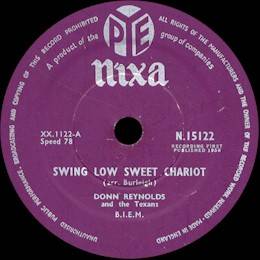 ALL RIGHTS OF THE MANUFACTURERS AND OF THE OWNER OF THE RECORDED WORK RESERVED. UNAUTHORISED PUBLIC PERFORMANCE, BROADCASTING AND COPYING OF THIS RECORD PROHIBITED
PYE
A product of the group of companies
nixa
XX.1122-A
Speed 78
N.15122
RECORDING FIRST
PUBLISHED 1958
SWING LOW SWEET CHARIOT
(arr. Burleigh)
DONN REYNOLDS
and the Texans
B.I.E.M.
MADE IN ENGLAND